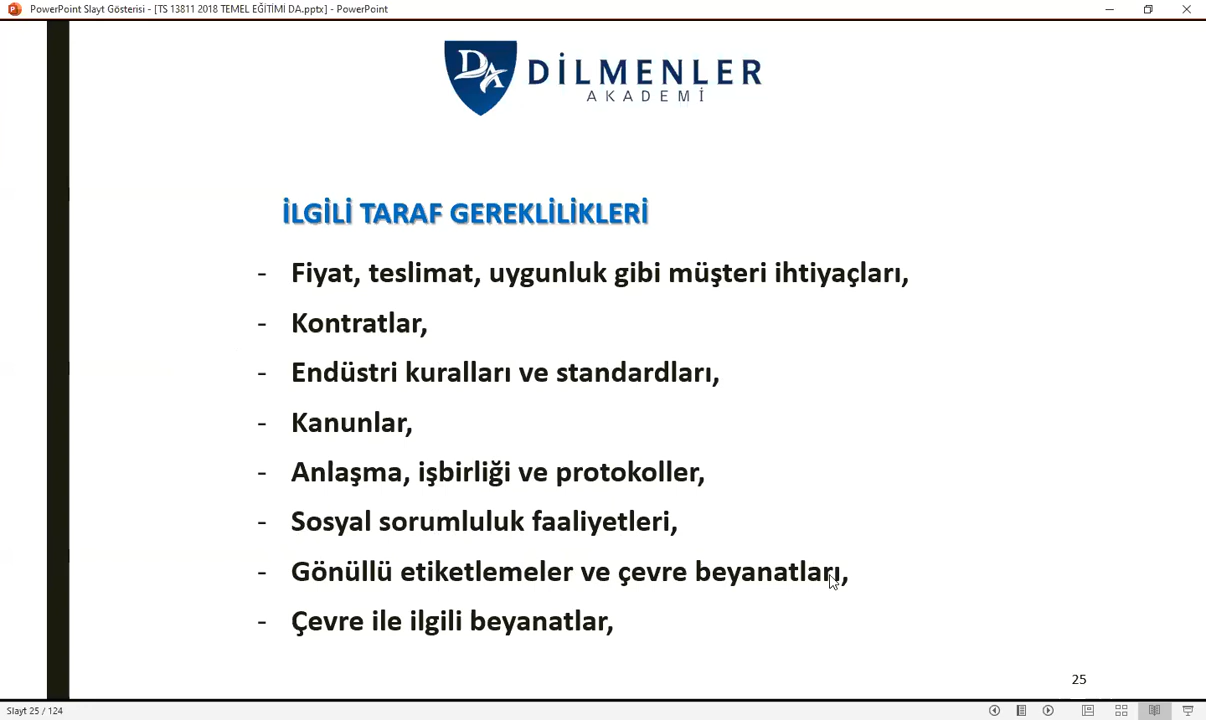 PowerPoint Slayt Gösterisi - [TS 13811 2018 TEMEL EĞİTİMİ DA.pptx] - PowerPoint
DA DİLMENLER
AKADEMİ
İLGİLİ TARAF GEREKLİLİKLERİ
- Fiyat, teslimat, uygunluk gibi müşteri ihtiyaçları,
- Kontratlar,
- Endüstri kuralları ve standardları,
- Kanunlar,
- Anlaşma, işbirliği ve protokoller,
- Sosyal sorumluluk faaliyetleri,
- Gönüllü etiketlemeler ve çevre beyanatları,
- Çevre ile ilgili beyanatlar,
25
Slayt 25 / 124